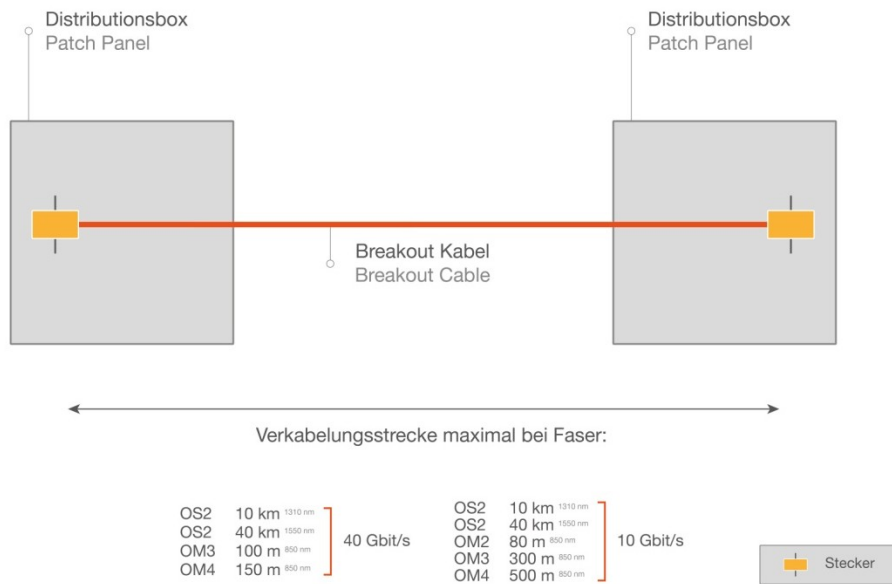 Distributionsbox
Patch Panel
Distributionsbox
Patch Panel
Breakout Kabel
Breakout Cable
Verkabelungsstrecke maximal bei Faser:
OS2 10 km 1310 nm
OS2 40 km 1550 nm
OM3 100 m 850 nm
OM4 150 m 850 nm
40 Gbit/s
OS2 10 km 1310 nm
OS2 40 km 1550 nm
OM2 80 m 850 nm
OM3 300 m 850 nm
OM4 500 m 850 nm
10 Gbit/s
Stecker